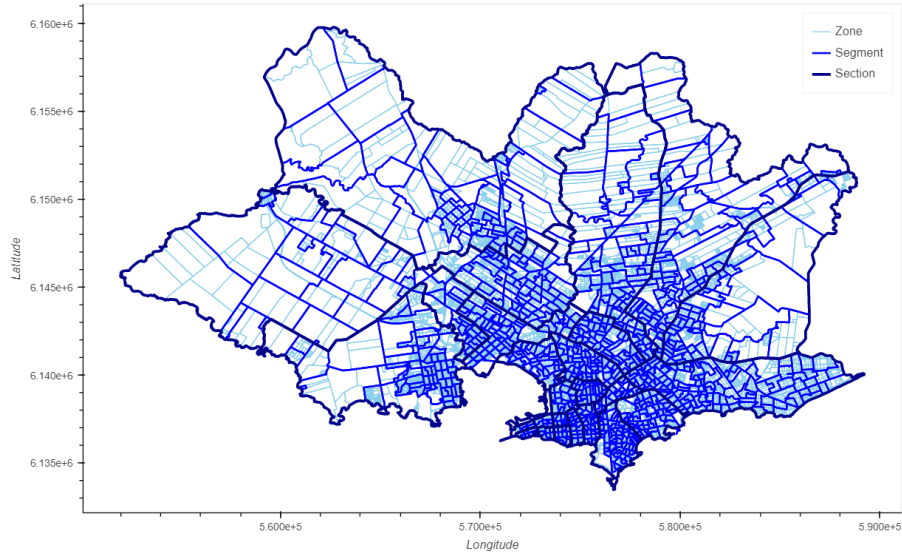 6.160e+6
6.155e+6
6.150e+6
6.145e+6
6.140e+6
6.135e+6
Latitude
5.600e+5
5.700e+5
5.800e+5
5.900e+5
Longitude
Zone
Segment
Section